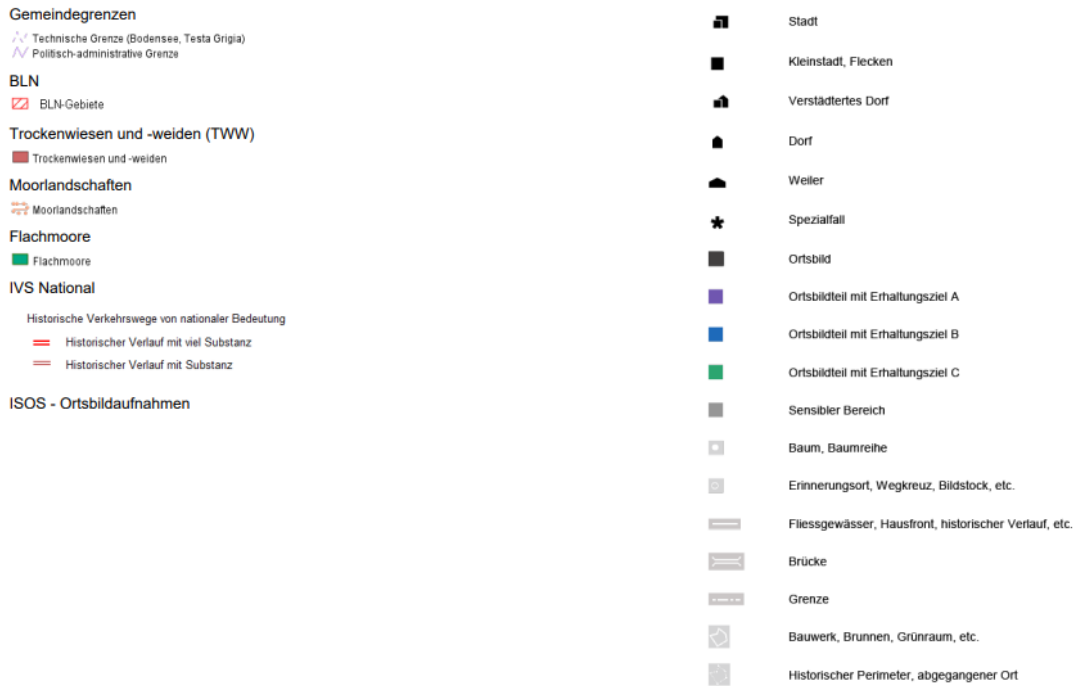 Gemeindegrenzen
Technische Grenze (Bodensee, Testa Grigia)
Politisch-administrative Grenze
BLN
BLN-Gebiete
Trockenwiesen und -weiden (TWW)
Trockenwiesen und -weiden
Moorlandschaften
Moorlandschaften
Flachmoore
Flachmoore
IVS National
Historische Verkehrswege von nationaler Bedeutung
Historischer Verlauf mit viel Substanz
Historischer Verlauf mit Substanz
ISOS - Ortsbildaufnahmen
Stadt
Kleinstadt, Flecken
Verstädtertes Dorf
Dorf
Weiler
Spezialfall
Ortsbild
Ortsbildteil mit Erhaltungsziel A
Ortsbildteil mit Erhaltungsziel B
Ortsbildteil mit Erhaltungsziel C
Sensibler Bereich
Baum, Baumreihe
Erinnerungsort, Wegkreuz, Bildstock, etc.
Fliessgewässer, Hausfront, historischer Verlauf, etc.
Brücke
Grenze
Bauwerk, Brunnen, Grünraum, etc.
Historischer Perimeter, abgegangener Ort